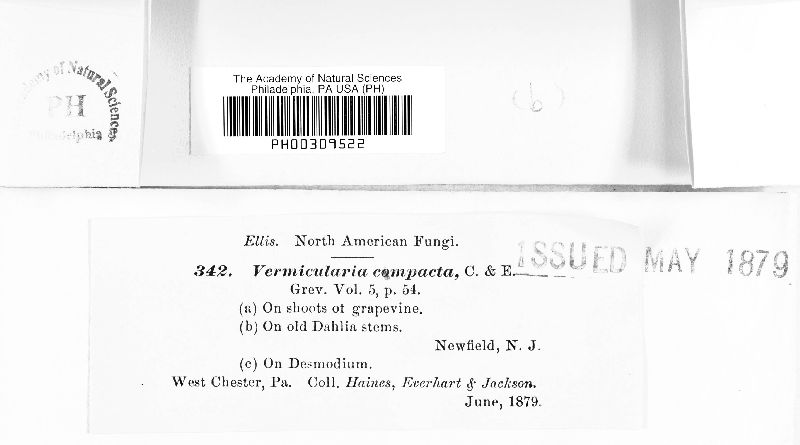 Academy of Natural Sciences
PH
Philadelphia
The Academy of Natural Sciences
Philadelphia, PA USA (PH)
PH00309522
(b)
Ellis. North American Fungi.
342. Vermicularia compacta, C. & E.
Grev. Vol. 5, p. 54.
(a) On shoots ot grapevine.
(b) On old Dahlia stems.
Newfield, N. J.
(c) On Desmodium.
West Chester, Pa. Coll. Haines, Everhart & Jackson.
June, 1879.
ISSUED MAY 1879